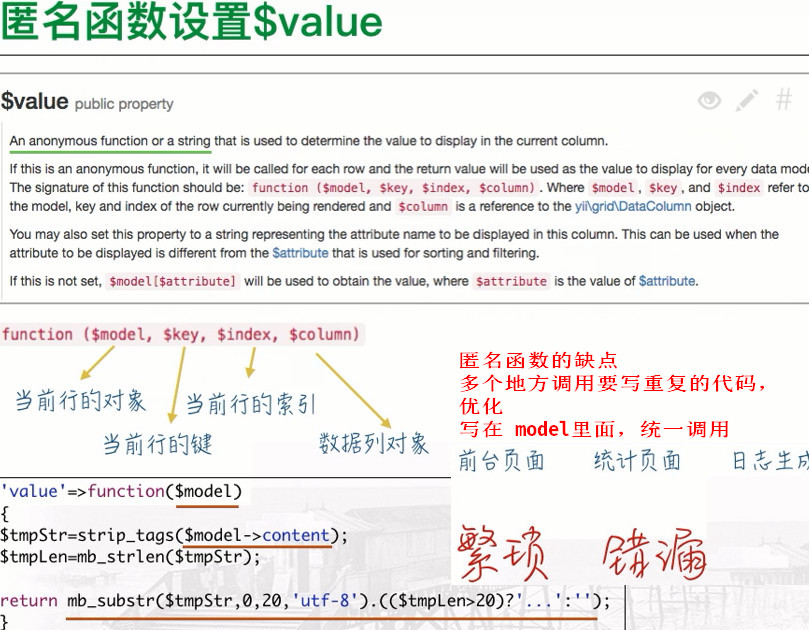 匿名函数设置$value
$value public property
An anonymous function or a string that is used to determine the value to display in the current column.
If this is an anonymous function, it will be called for each row and the return value will be used as the value to display for every data mode
The signature of this function should be: function ($model, $key, $index, $column). Where $model, $key, and $index refer to
the model, key and index of the row currently being rendered and $column is a reference to the yii\grid\DataColumn object.
You may also set this property to a string representing the attribute name to be displayed in this column. This can be used when the
attribute to be displayed is different from the $attribute that is used for sorting and filtering.
If this is not set, $model[$attribute] will be used to obtain the value, where $attribute is the value of $attribute.
function ($model, $key, $index, $column)
当前行的对象
当前行的索引
当前行的键
数据列对象
匿名函数的缺点
多个地方调用要写重复的代码,
优化
写在 model里面，统一调用
前台页面 统计页面 日志生成
繁琐 错漏
'value'=>function($model)
{
$tmpStr=strip_tags($model->content);
$tmpLen=mb_strlen($tmpStr);
return mb_substr($tmpStr,0,20,'utf-8').(($tmpLen>20)?'...':'');
}